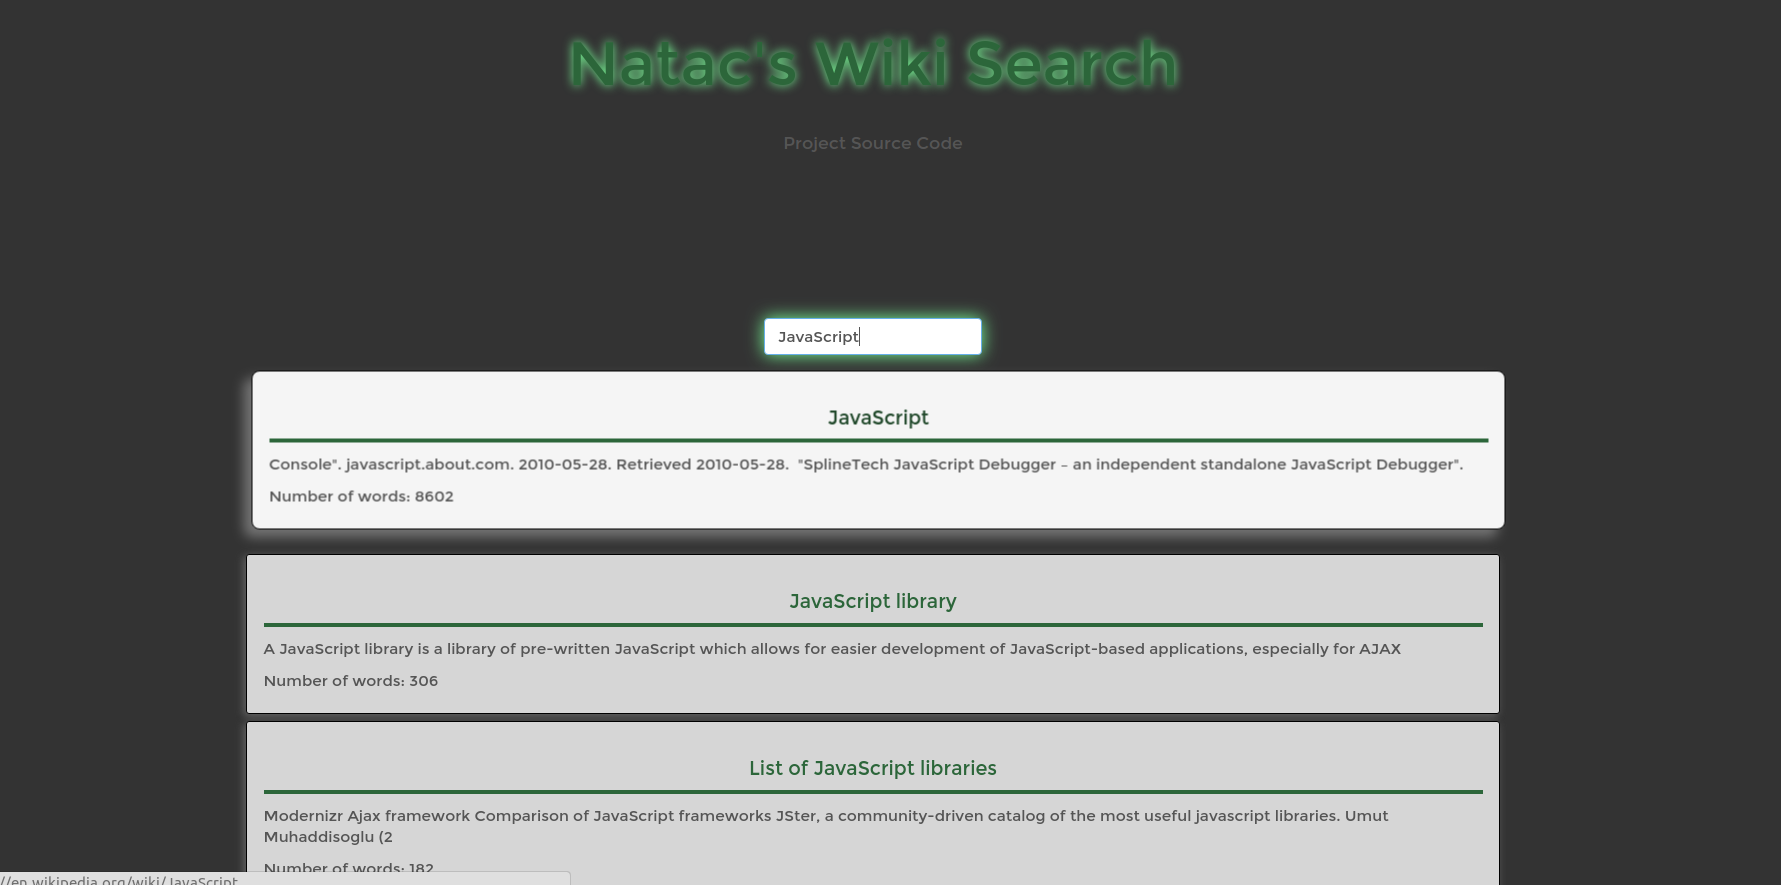 Natac's Wiki Search
Project Source Code
JavaScript
JavaScript
Console". javascript.about.com. 2010-05-28. Retrieved 2010-05-28.  "SplineTech JavaScript Debugger – an independent standalone JavaScript Debugger".
Number of words: 8602
JavaScript library
A JavaScript library is a library of pre-written JavaScript which allows for easier development of JavaScript-based applications, especially for AJAX
Number of words: 306
List of JavaScript libraries
Modernizr Ajax framework Comparison of JavaScript frameworks JSter, a community-driven catalog of the most useful javascript libraries. Umut
Muhaddisoglu (2
Number of words: 182
//en.wikipedia.org/wiki/JavaScript